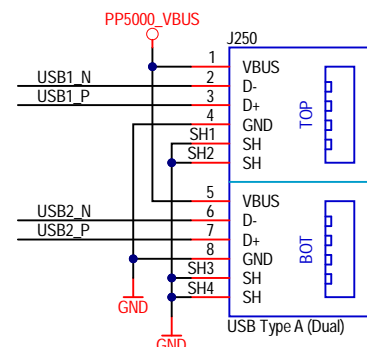 PP5000_VBUS
J250
1 VBUS
USB1_N 2 D-
USB1_P 3 D+
4 GND
SH1 SH
SH2 SH
TOP
5 VBUS
USB2_N 6 D-
USB2_P 7 D+
8 GND
SH3 SH
SH4 SH
BOT
GND
USB Type A (Dual)
GND